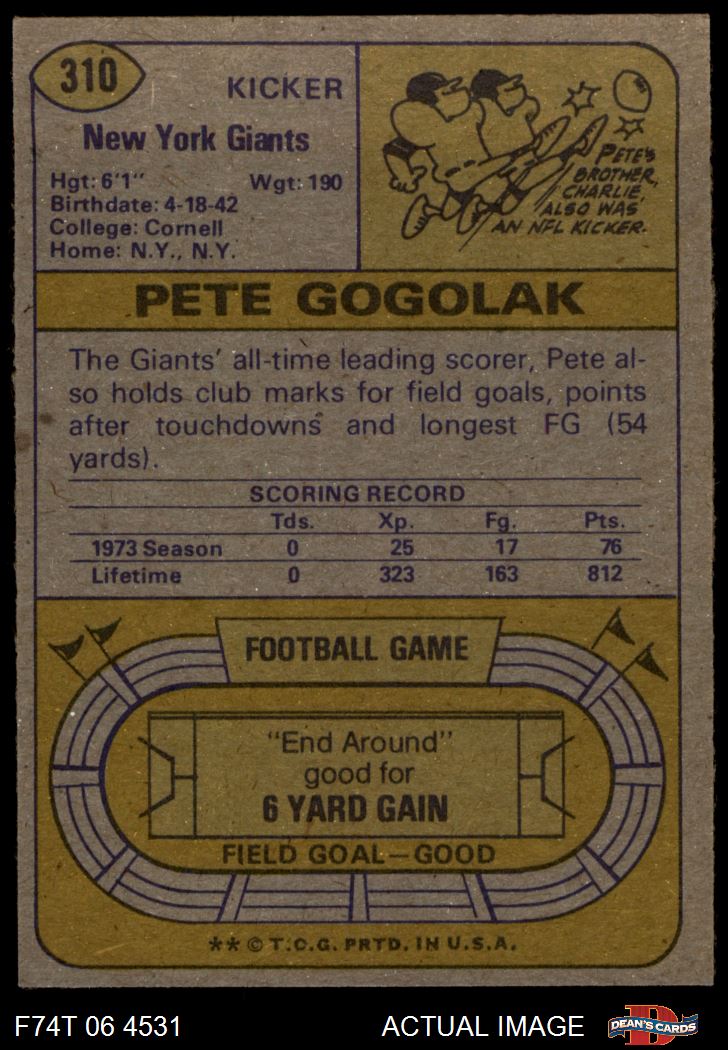 310
KICKER
New York Giants
Hgt: 6'1" Wgt: 190
Birthdate: 4-18-42
College: Cornell
Home: N.Y., N.Y.
PETE'S
BROTHER,
CHARLIE,
ALSO WAS
AN NFL KICKER.
PETE GOGOLAK
The Giants' all-time leading scorer, Pete al-
so holds club marks for field goals, points
after touchdowns and longest FG (54
yards).
SCORING RECORD
Tds. Xp. Fg. Pts.
1973 Season 0 25 17 76
Lifetime 0 323 163 812
FOOTBALL GAME
"End Around"
good for
6 YARD GAIN
FIELD GOAL—GOOD
** © T.C.G. PRTD. IN U.S.A.
F74T 06 4531 ACTUAL IMAGE D DEAN'S CARDS